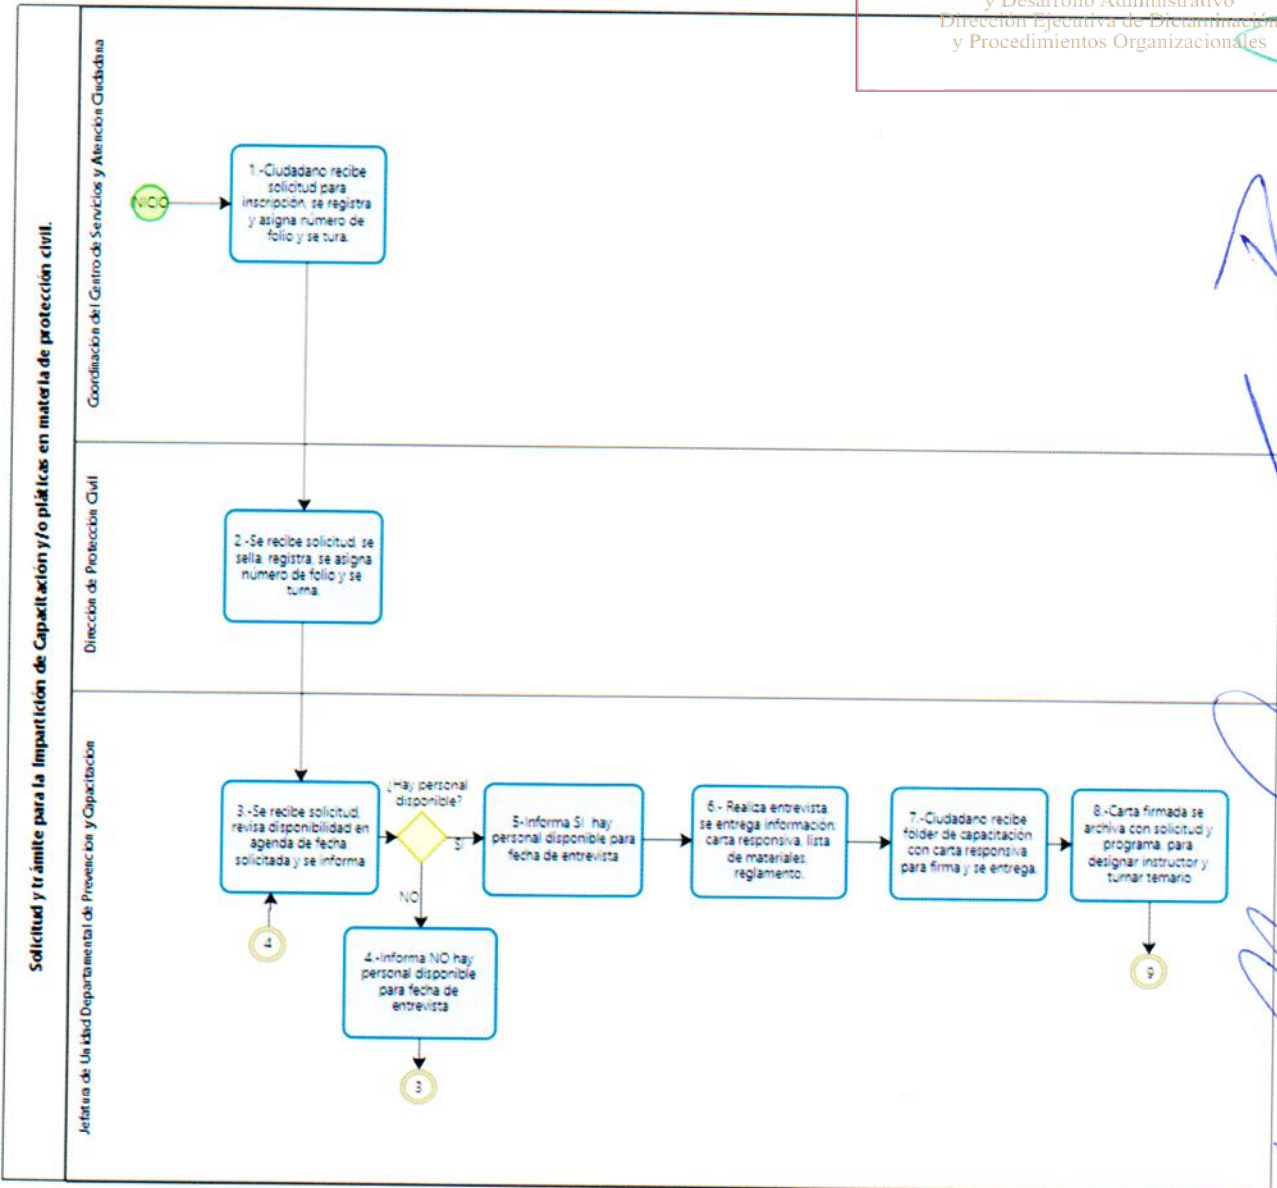 y Desarrollo Administrativo
Dirección Ejecutiva de Dictaminación
y Procedimientos Organizacionales
Solicitud y trámite para la Impartición de Capacitación y/o pláticas en materia de protección civil.
Coordinación del Centro de Servicios y Atención Ciudadana
INICIO
1.-Ciudadano recibe
solicitud para
inscripción, se registra
y asigna número de
folio y se tura.
Dirección de Protección Civil
2.-Se recibe solicitud, se
sella, registra, se asigna
número de folio y se
turna.
Jefatura de Unidad Departamental de Prevención y Capacitación
3.-Se recibe solicitud,
revisa disponibilidad en
agenda de fecha
solicitada y se informa
¿Hay personal
disponible?
SI
NO
5-Informa SI hay
personal disponible para
fecha de entrevista
6.- Realiza entrevista,
se entrega información:
carta responsiva, lista
de materiales,
reglamento.
7.-Ciudadano recibe
folder de capacitación
con carta responsiva
para firma y se entrega.
8.-Carta firmada se
archiva con solicitud y
programa, para
designar instructor y
turnar temario
4
4.-Informa NO hay
personal disponible
para fecha de
entrevista
3
9